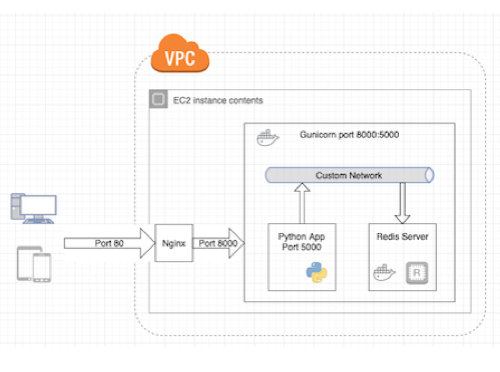 VPC
EC2 instance contents
Gunicorn port 8000:5000
Custom Network
Python App
Port 5000
Redis Server
R
Port 80
Nginx
Port 8000